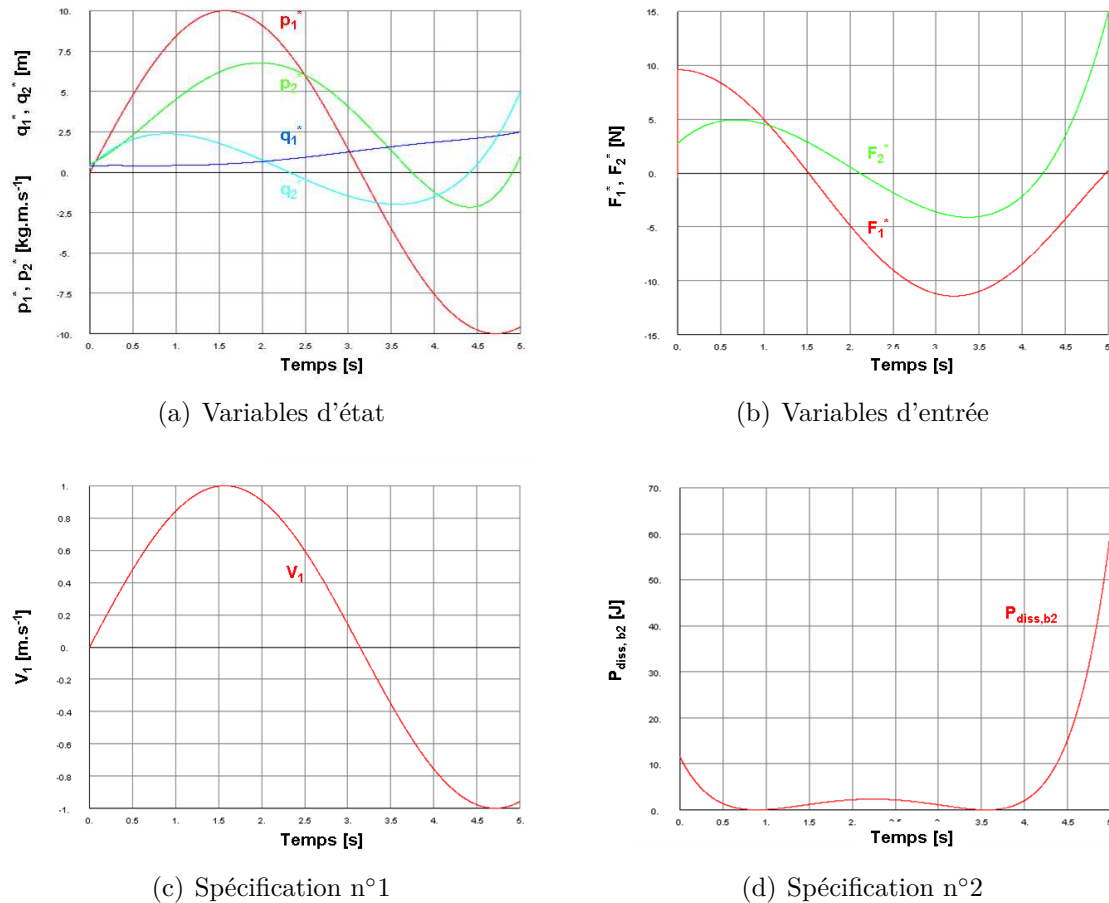 q₁*, q₂* [m]
p₁*, p₂* [kg.m.s⁻¹]
10.
7.5
5.
2.5
0.
-2.5
-5.
-7.5
-10.
p₁*
p₂*
q₁*
q₂*
0. 0.5 1. 1.5 2. 2.5 3. 3.5 4. 4.5 5.
Temps [s]
(a) Variables d'état
F₁*, F₂* [N]
15.
10.
5.
0.
-5.
-10.
-15.
F₂*
F₁*
0. 0.5 1. 1.5 2. 2.5 3. 3.5 4. 4.5 5.
Temps [s]
(b) Variables d'entrée
V₁ [m.s⁻¹]
1.
0.8
0.6
0.4
0.2
0.
-0.2
-0.4
-0.6
-0.8
-1.
V₁
0. 0.5 1. 1.5 2. 2.5 3. 3.5 4. 4.5 5.
Temps [s]
(c) Spécification n°1
P diss, b2 [J]
70.
60.
50.
40.
30.
20.
10.
0.
P diss, b2
0. 0.5 1. 1.5 2. 2.5 3. 3.5 4. 4.5 5.
Temps [s]
(d) Spécification n°2